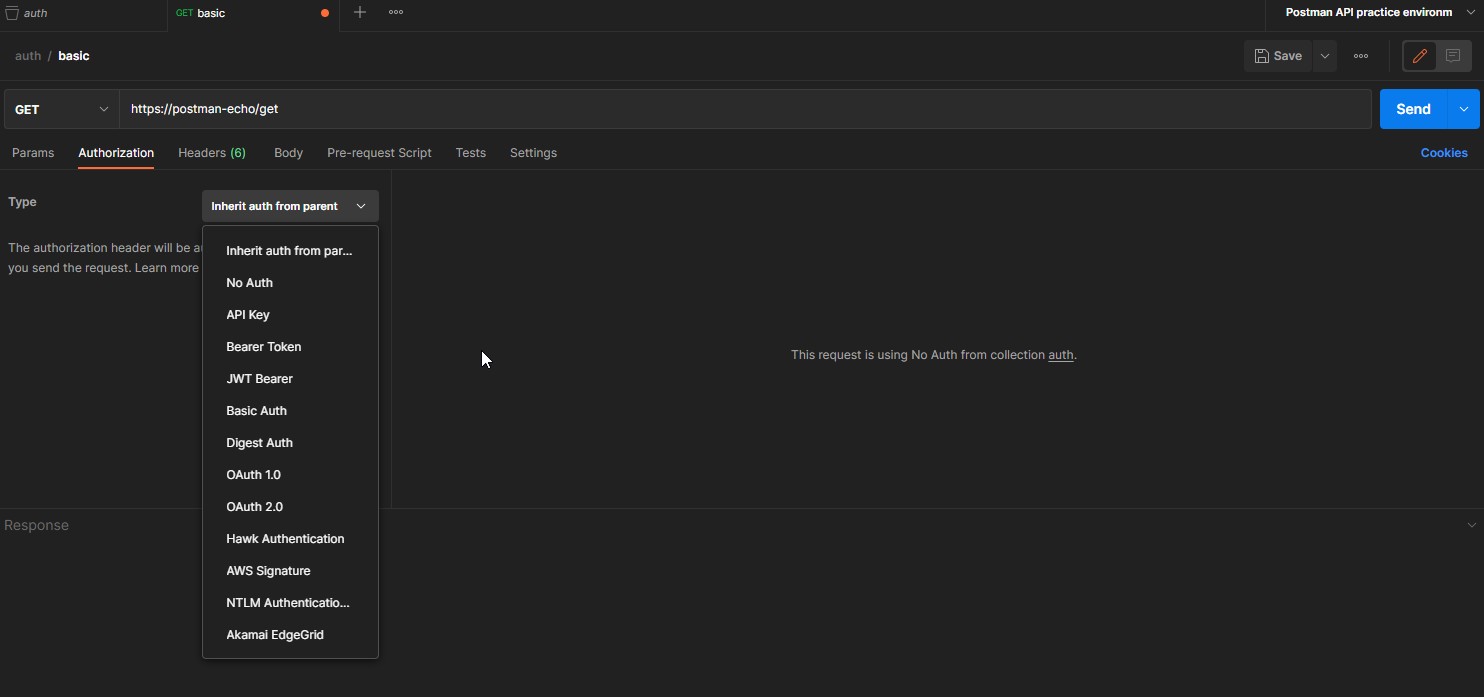 auth
GET basic
Postman API practice environm
auth / basic
Save
GET
https://postman-echo/get
Send
Params
Authorization
Headers (6)
Body
Pre-request Script
Tests
Settings
Cookies
Type
Inherit auth from parent
The authorization header will be
you send the request. Learn more
Inherit auth from par...
No Auth
API Key
Bearer Token
JWT Bearer
Basic Auth
Digest Auth
OAuth 1.0
OAuth 2.0
Hawk Authentication
AWS Signature
NTLM Authenticatio...
Akamai EdgeGrid
This request is using No Auth from collection auth.
Response